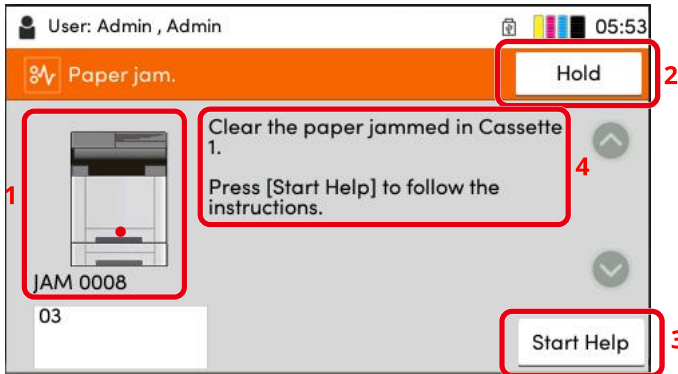 User: Admin , Admin
05:53
Paper jam.
Hold
2
1
Clear the paper jammed in Cassette
1.
Press [Start Help] to follow the
instructions.
4
JAM 0008
03
Start Help
3